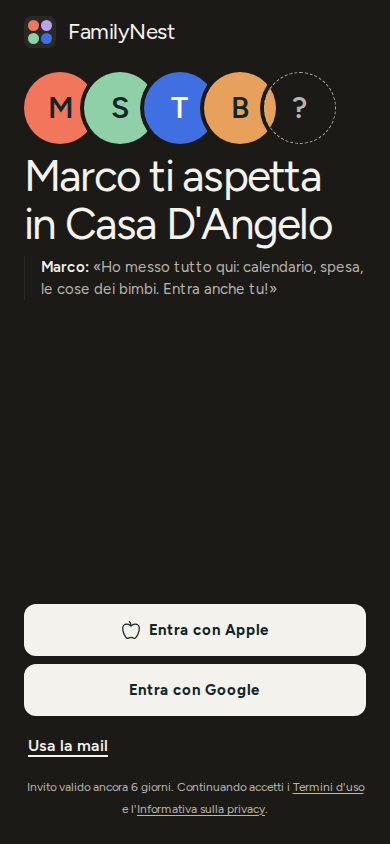 FamilyNest
M S T B ?
Marco ti aspetta
in Casa D'Angelo
Marco: «Ho messo tutto qui: calendario, spesa,
le cose dei bimbi. Entra anche tu!»
Entra con Apple
Entra con Google
Usa la mail
Invito valido ancora 6 giorni. Continuando accetti i Termini d'uso
e l'Informativa sulla privacy.